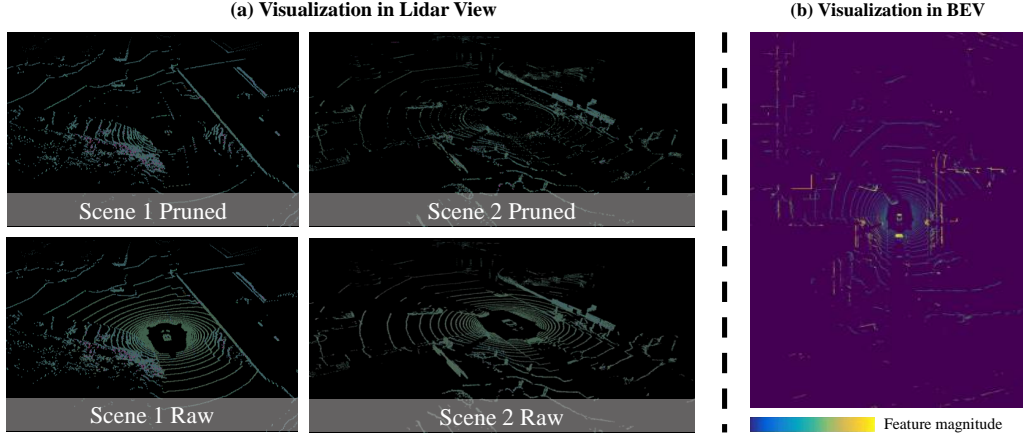 (a) Visualization in Lidar View
(b) Visualization in BEV
Scene 1 Pruned
Scene 2 Pruned
Scene 1 Raw
Scene 2 Raw
Feature magnitude